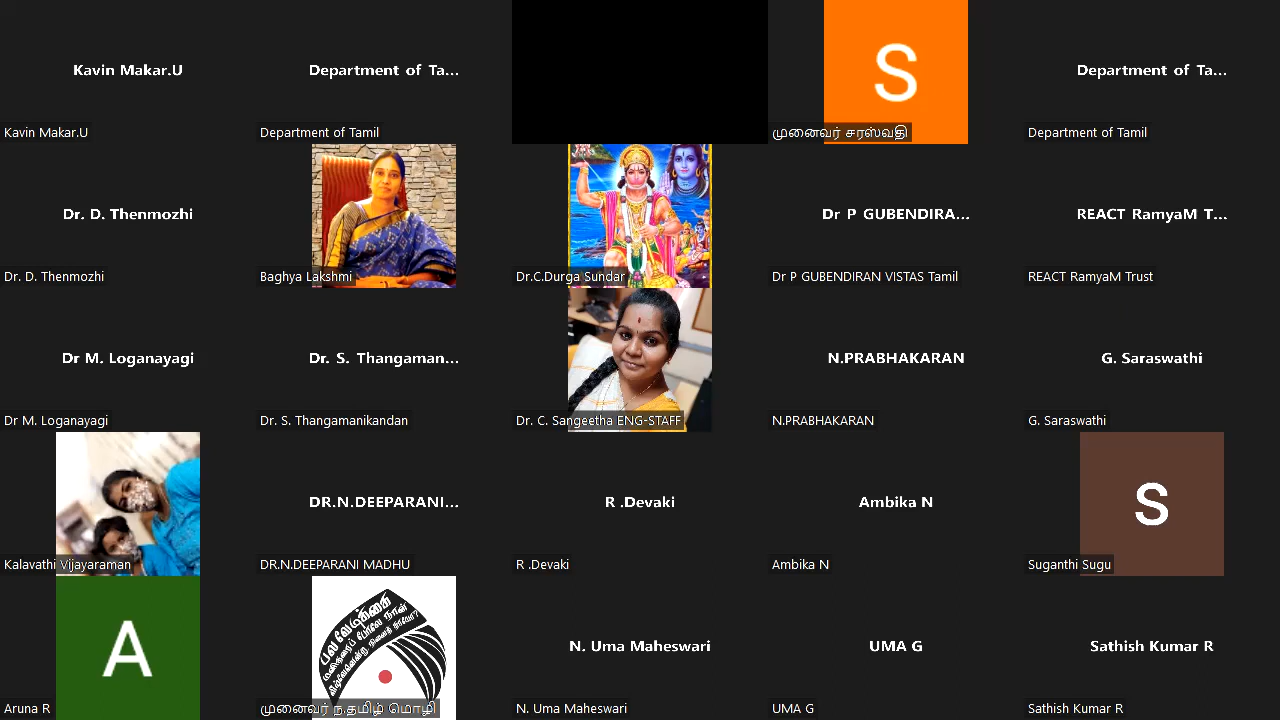 Kavin Makar.U
Department of Ta...
S
Department of Ta...
Kavin Makar.U
Department of Tamil
முனைவர் சரஸ்வதி
Department of Tamil
Dr. D. Thenmozhi
Dr P GUBENDIRA...
REACT RamyaM T...
Dr. D. Thenmozhi
Baghya Lakshmi
Dr.C.Durga Sundar
Dr P GUBENDIRAN VISTAS Tamil
REACT RamyaM Trust
Dr M. Loganayagi
Dr. S. Thangaman...
N.PRABHAKARAN
G. Saraswathi
Dr M. Loganayagi
Dr. S. Thangamanikandan
Dr. C. Sangeetha ENG-STAFF
N.PRABHAKARAN
G. Saraswathi
DR.N.DEEPARANI...
R .Devaki
Ambika N
S
Kalavathi Vijayaraman
DR.N.DEEPARANI MADHU
R .Devaki
Ambika N
Suganthi Sugu
A
பல வேடிக்கை
மனிதரைப் போலே நான்
வீழ்வேனென்று நினைத் தாயோ?
N. Uma Maheswari
UMA G
Sathish Kumar R
Aruna R
முனைவர் ந.தமிழ் மொழி
N. Uma Maheswari
UMA G
Sathish Kumar R